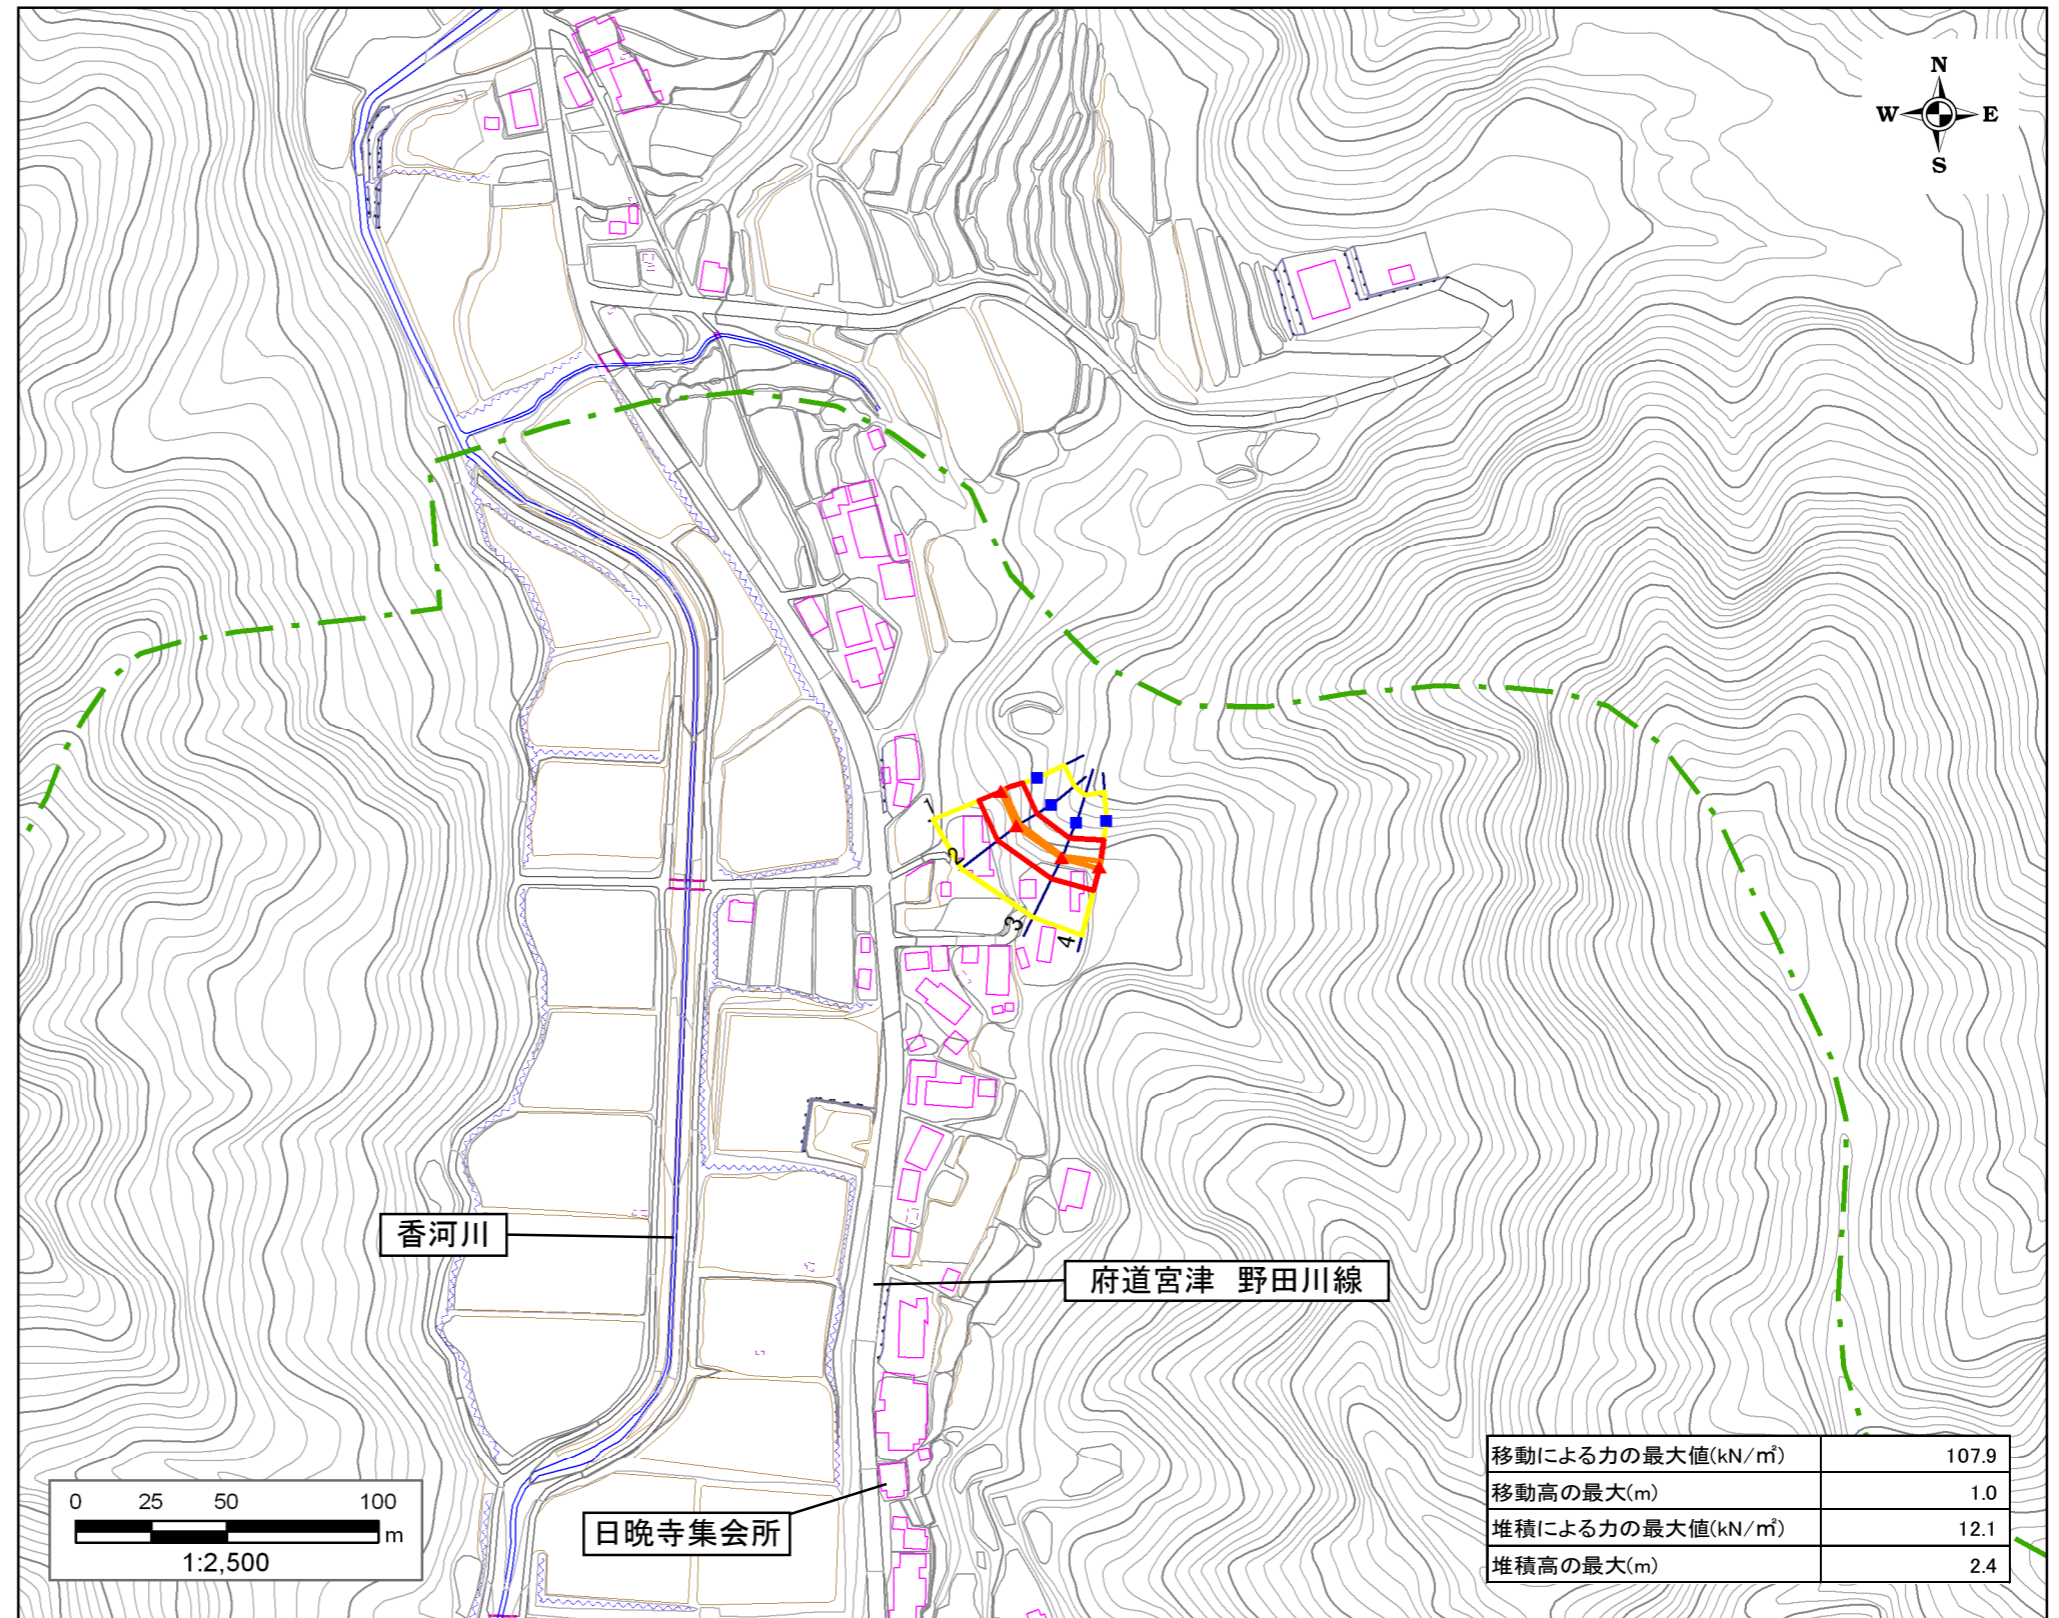 N
W E
S
1
2
3
4
香河川
府道宮津　野田川線
日晩寺集会所
0 25 50 100
m
1:2,500
移動による力の最大値(kN/㎡) 107.9
移動高の最大(m) 1.0
堆積による力の最大値(kN/㎡) 12.1
堆積高の最大(m) 2.4